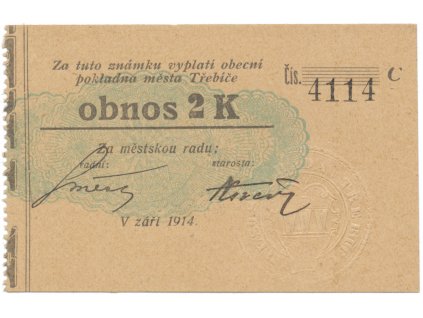 Za tuto známku vyplatí obecní
pokladna města Třebíče
Čís. 4114 C
obnos 2 K
Za městskou radu:
radní: starosta:
V září 1914.